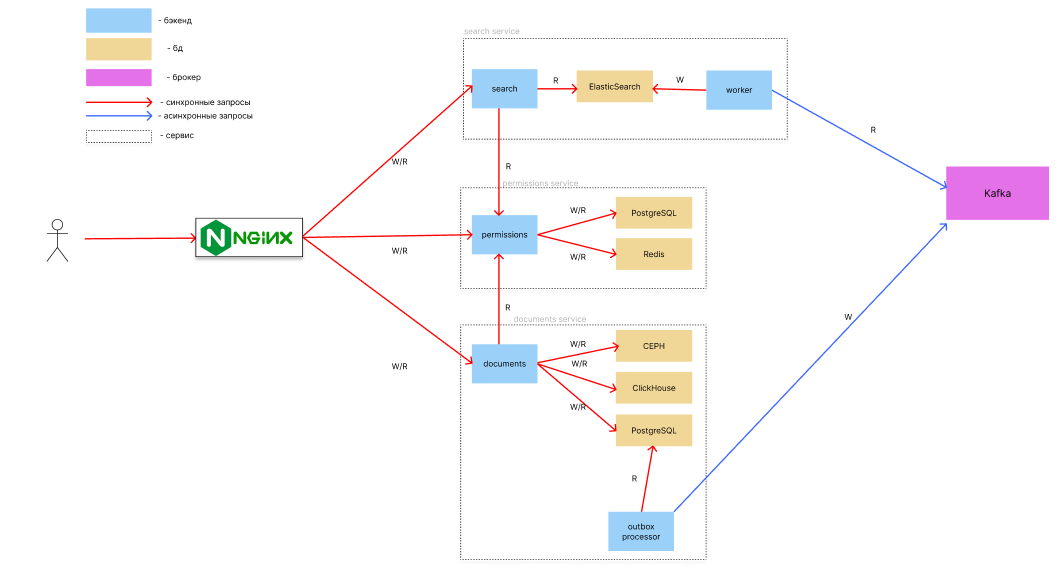 - бэкенд
- бд
- брокер
- синхронные запросы
- асинхронные запросы
- сервис
NGiNX
W/R
W/R
W/R
search service
search
R
ElasticSearch
W
worker
R
Kafka
R
permissions service
permissions
W/R
PostgreSQL
W/R
Redis
R
documents service
documents
W/R
CEPH
W/R
ClickHouse
W/R
PostgreSQL
R
outbox
processor
W